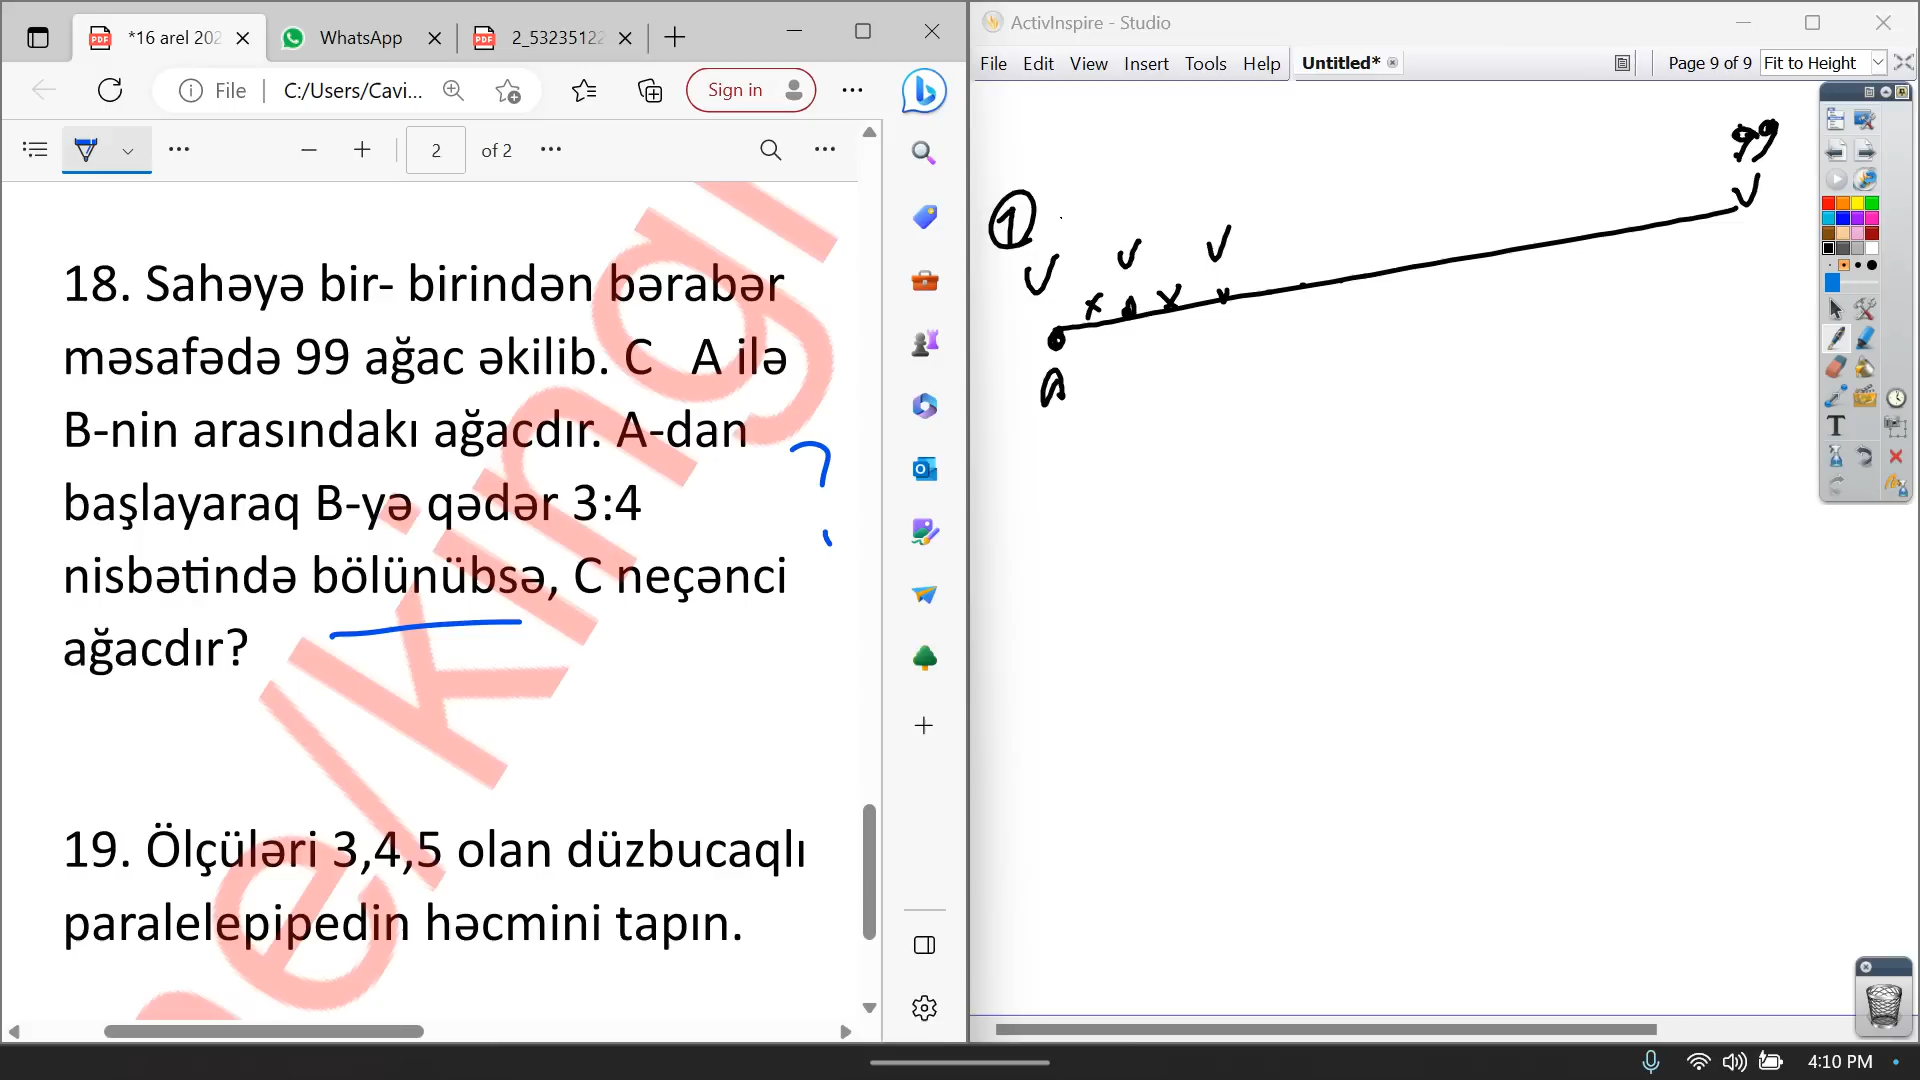 *16 arel 202
WhatsApp
2_53235122
File
C:/Users/Cavi...
Sign in
2 of 2
18. Sahəyə bir- birindən bərabər
məsafədə 99 ağac əkilib. C A ilə
B-nin arasındakı ağacdır. A-dan
başlayaraq B-yə qədər 3:4
nisbətində bölünübsə, C neçənci
ağacdır?
19. Ölçüləri 3,4,5 olan düzbucaqlı
paralelepipedin həcmini tapın.
e/kingl
ActivInspire - Studio
File Edit View Insert Tools Help
Untitled*
Page 9 of 9
Fit to Height
99
1
A
4:10 PM